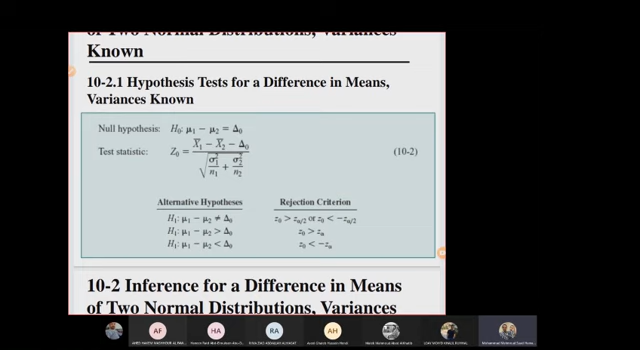 of Two Normal Distributions, Variances
Known
10-2.1 Hypothesis Tests for a Difference in Means,
Variances Known
Null hypothesis: H₀: μ₁ − μ₂ = Δ₀
Test statistic: Z₀ = (X̄₁ − X̄₂ − Δ₀) / √(σ₁²/n₁ + σ₂²/n₂) (10-2)
Alternative Hypotheses Rejection Criterion
H₁: μ₁ − μ₂ ≠ Δ₀ z₀ > z_α/2 or z₀ < −z_α/2
H₁: μ₁ − μ₂ > Δ₀ z₀ > z_α
H₁: μ₁ − μ₂ < Δ₀ z₀ < −z_α
10-2 Inference for a Difference in Means
of Two Normal Distributions, Variances
AF
HA
RA
AH